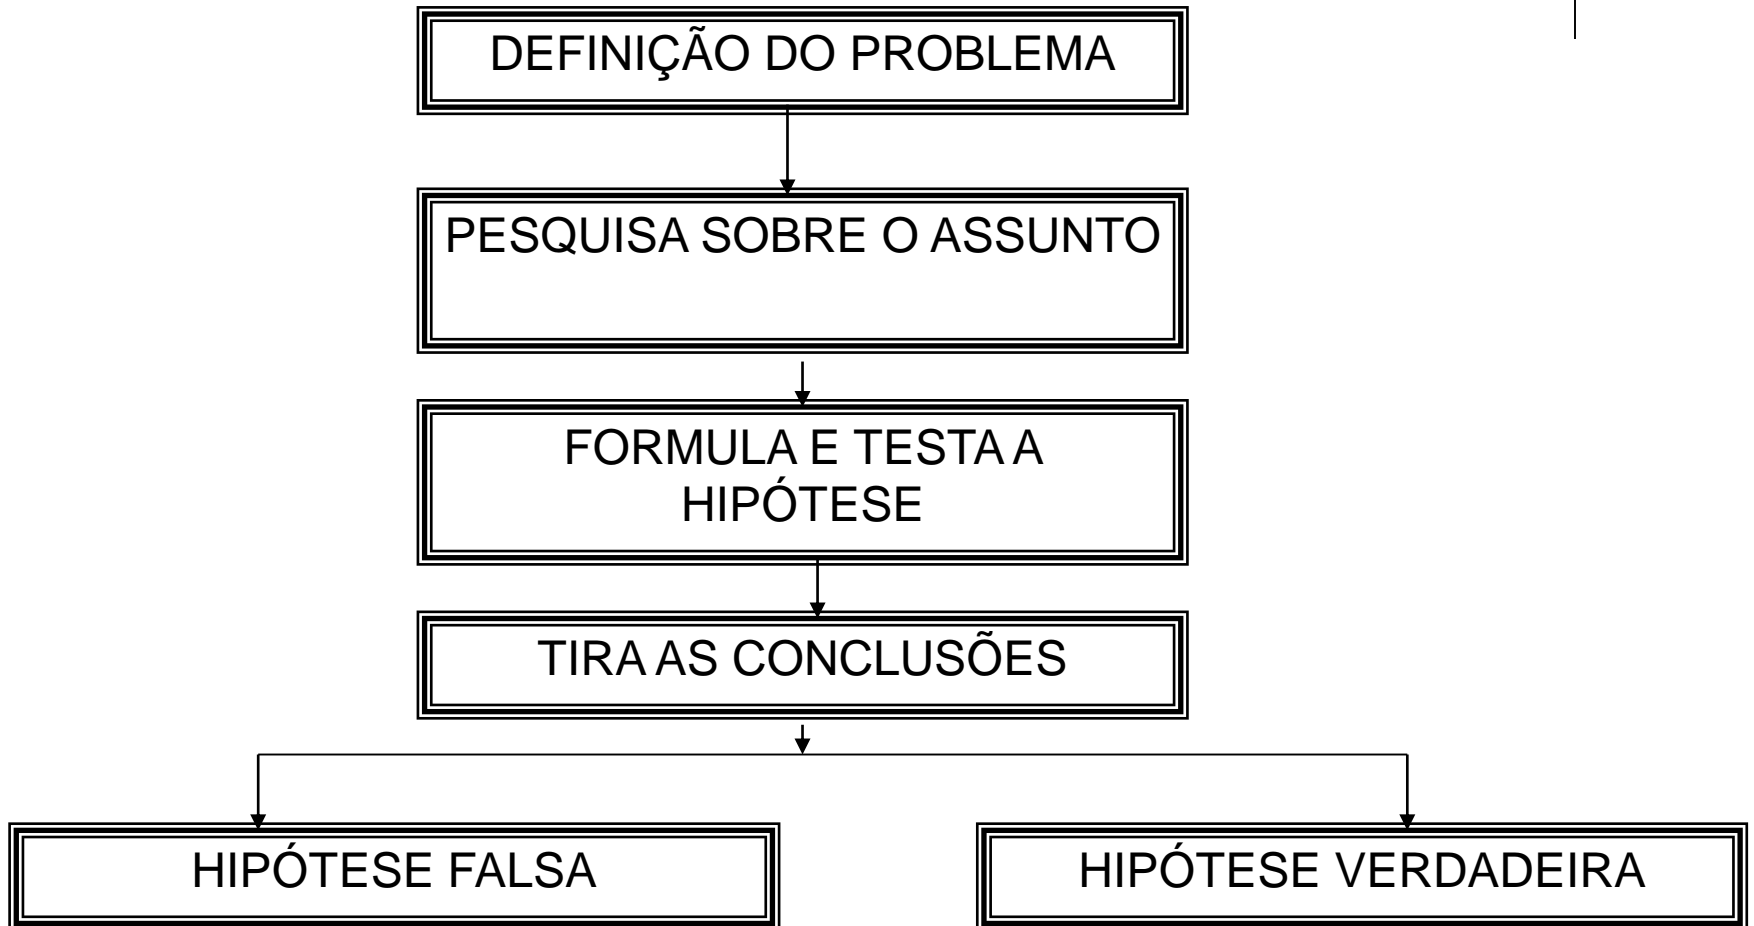 DEFINIÇÃO DO PROBLEMA
PESQUISA SOBRE O ASSUNTO
FORMULA E TESTA A
HIPÓTESE
TIRA AS CONCLUSÕES
HIPÓTESE FALSA
HIPÓTESE VERDADEIRA